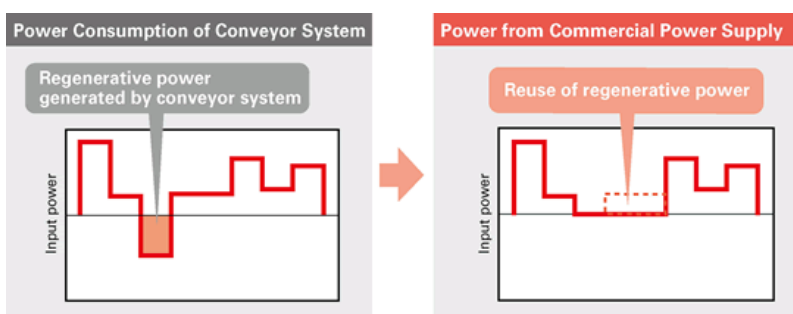 Power Consumption of Conveyor System
Regenerative power
generated by conveyor system
Input power
Power from Commercial Power Supply
Reuse of regenerative power
Input power